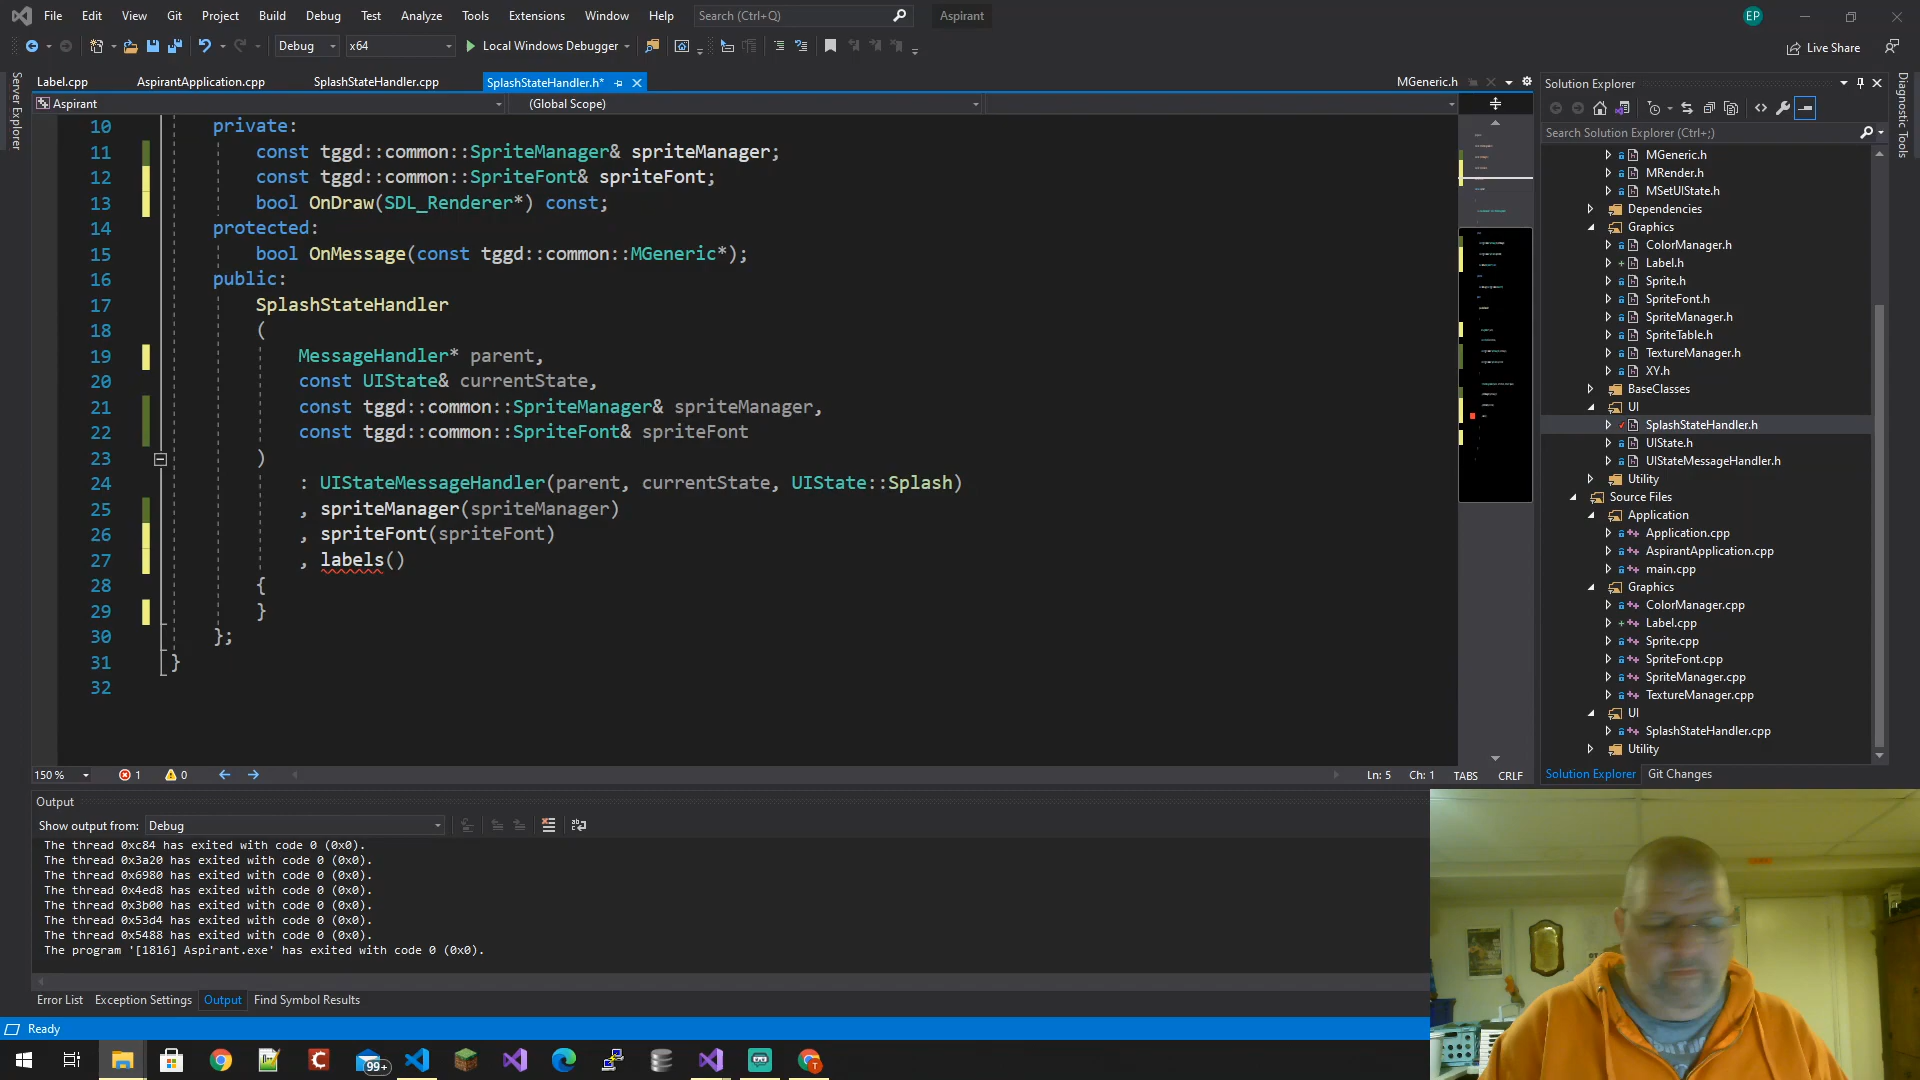 File Edit View Git Project Build Debug Test Analyze Tools Extensions Window Help Search (Ctrl+Q) Aspirant EP
Debug x64 Local Windows Debugger Live Share
Label.cpp AspirantApplication.cpp SplashStateHandler.cpp SplashStateHandler.h* MGeneric.h
Aspirant (Global Scope)
Server Explorer
10 private:
11 const tggd::common::SpriteManager& spriteManager;
12 const tggd::common::SpriteFont& spriteFont;
13 bool OnDraw(SDL_Renderer*) const;
14 protected:
15 bool OnMessage(const tggd::common::MGeneric*);
16 public:
17 SplashStateHandler
18 (
19 MessageHandler* parent,
20 const UIState& currentState,
21 const tggd::common::SpriteManager& spriteManager,
22 const tggd::common::SpriteFont& spriteFont
23 )
24 : UIStateMessageHandler(parent, currentState, UIState::Splash)
25 , spriteManager(spriteManager)
26 , spriteFont(spriteFont)
27 , labels()
28 {
29 }
30 };
31 }
32
150 % 1 0 Ln: 5 Ch: 1 TABS CRLF
Solution Explorer
Search Solution Explorer (Ctrl+;)
MGeneric.h
MRender.h
MSetUIState.h
Dependencies
Graphics
ColorManager.h
Label.h
Sprite.h
SpriteFont.h
SpriteManager.h
SpriteTable.h
TextureManager.h
XY.h
BaseClasses
UI
SplashStateHandler.h
UIState.h
UIStateMessageHandler.h
Utility
Source Files
Application
Application.cpp
AspirantApplication.cpp
main.cpp
Graphics
ColorManager.cpp
Label.cpp
Sprite.cpp
SpriteFont.cpp
SpriteManager.cpp
TextureManager.cpp
UI
SplashStateHandler.cpp
Utility
Solution Explorer Git Changes
Diagnostic Tools
Output
Show output from: Debug
The thread 0xc84 has exited with code 0 (0x0).
The thread 0x3a20 has exited with code 0 (0x0).
The thread 0x6980 has exited with code 0 (0x0).
The thread 0x4ed8 has exited with code 0 (0x0).
The thread 0x3b00 has exited with code 0 (0x0).
The thread 0x53d4 has exited with code 0 (0x0).
The thread 0x5488 has exited with code 0 (0x0).
The program '[1816] Aspirant.exe' has exited with code 0 (0x0).
Error List Exception Settings Output Find Symbol Results
Ready
99+